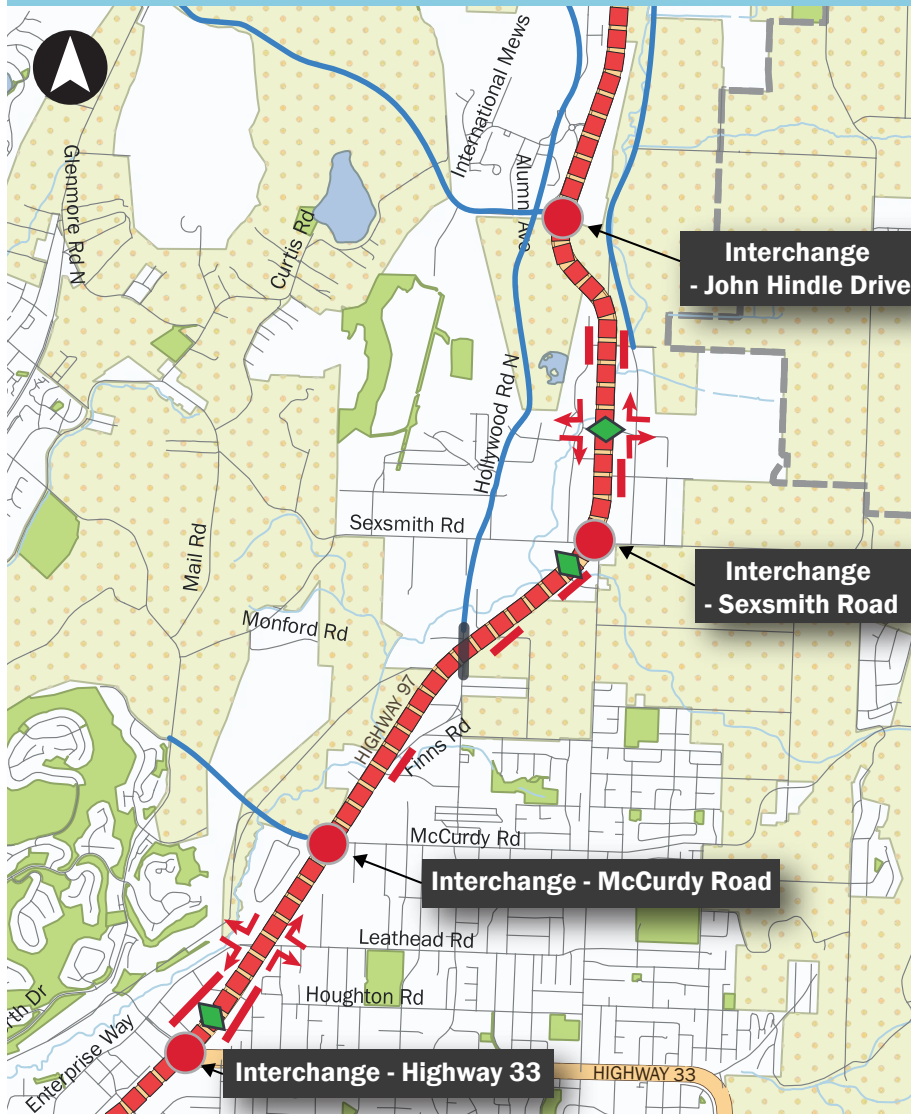 International Mews
Glenmore Rd N
Alumni Ave
Curtis Rd
Interchange
- John Hindle Drive
Hollywood Rd N
Sexsmith Rd
Mail Rd
Interchange
- Sexsmith Road
Monford Rd
HIGHWAY 97
Finns Rd
McCurdy Rd
Interchange - McCurdy Road
Leathead Rd
Houghton Rd
rth Dr
Enterprise Way
Interchange - Highway 33
HIGHWAY 33